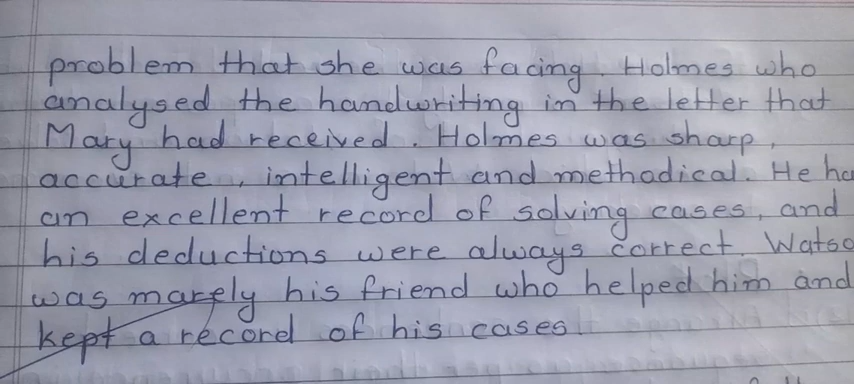 problem that she was facing. Holmes who
analysed the handwriting in the letter that
Mary had received. Holmes was sharp,
accurate, intelligent and methodical. He ha
an excellent record of solving cases, and
his deductions were always correct. Watso
was marely his friend who helped him and
kept a record of his cases.